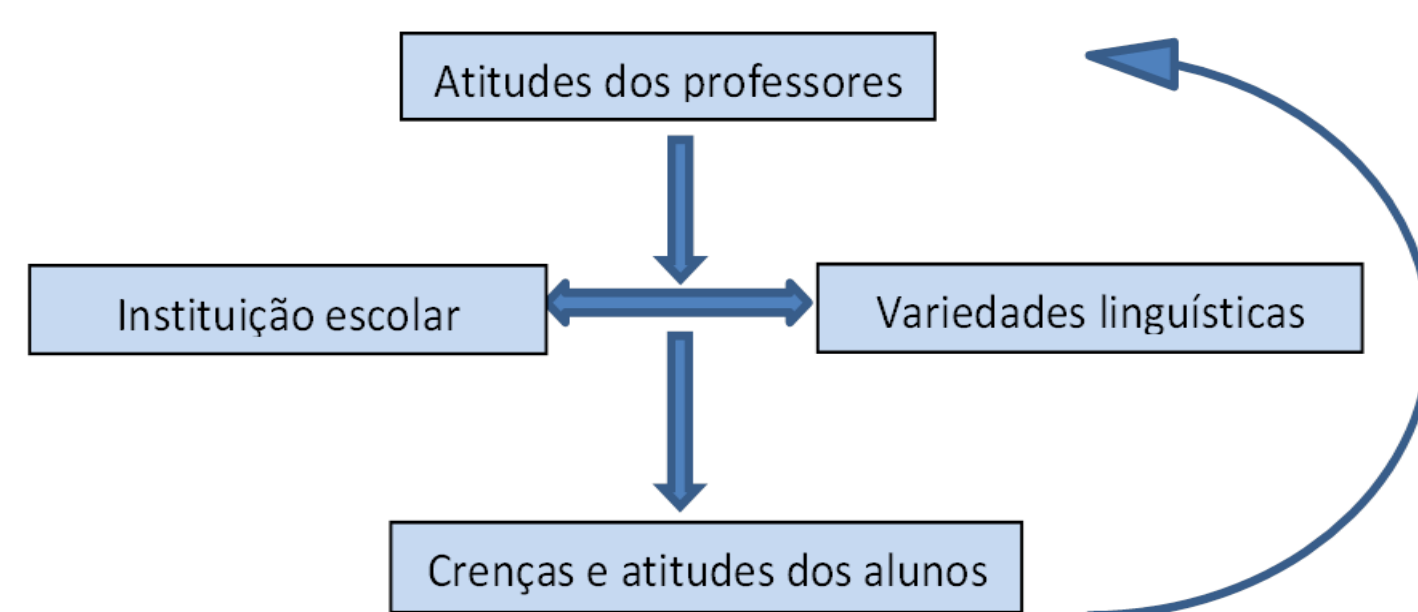 Atitudes dos professores
Instituição escolar
Variedades linguísticas
Crenças e atitudes dos alunos